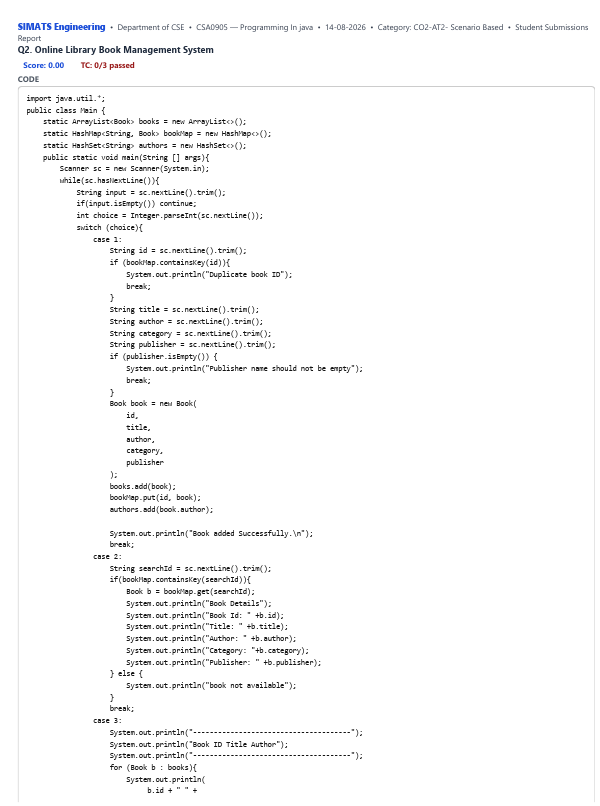 SIMATS Engineering • Department of CSE • CSA0905 — Programming In java • 14-08-2026 • Category: CO2-AT2- Scenario Based • Student Submissions
Report
Q2. Online Library Book Management System
Score: 0.00 TC: 0/3 passed
CODE
import java.util.*;
public class Main {
    static ArrayList<Book> books = new ArrayList<>();
    static HashMap<String, Book> bookMap = new HashMap<>();
    static HashSet<String> authors = new HashSet<>();
    public static void main(String [] args){
        Scanner sc = new Scanner(System.in);
        while(sc.hasNextLine()){
            String input = sc.nextLine().trim();
            if(input.isEmpty()) continue;
            int choice = Integer.parseInt(sc.nextLine());
            switch (choice){
                case 1:
                    String id = sc.nextLine().trim();
                    if (bookMap.containsKey(id)){
                        System.out.println("Duplicate book ID");
                        break;
                    }
                    String title = sc.nextLine().trim();
                    String author = sc.nextLine().trim();
                    String category = sc.nextLine().trim();
                    String publisher = sc.nextLine().trim();
                    if (publisher.isEmpty()) {
                        System.out.println("Publisher name should not be empty");
                        break;
                    }
                    Book book = new Book(
                        id,
                        title,
                        author,
                        category,
                        publisher
                    );
                    books.add(book);
                    bookMap.put(id, book);
                    authors.add(book.author);

                    System.out.println("Book added Successfully.\n");
                    break;
                case 2:
                    String searchId = sc.nextLine().trim();
                    if(bookMap.containsKey(searchId)){
                        Book b = bookMap.get(searchId);
                        System.out.println("Book Details");
                        System.out.println("Book Id: " +b.id);
                        System.out.println("Title: " +b.title);
                        System.out.println("Author: " +b.author);
                        System.out.println("Category: "+b.category);
                        System.out.println("Publisher: " +b.publisher);
                    } else {
                        System.out.println("book not available");
                    }
                    break;
                case 3:
                    System.out.println("--------------------------------------");
                    System.out.println("Book ID Title Author");
                    System.out.println("--------------------------------------");
                    for (Book b : books){
                        System.out.println(
                            b.id + " " +